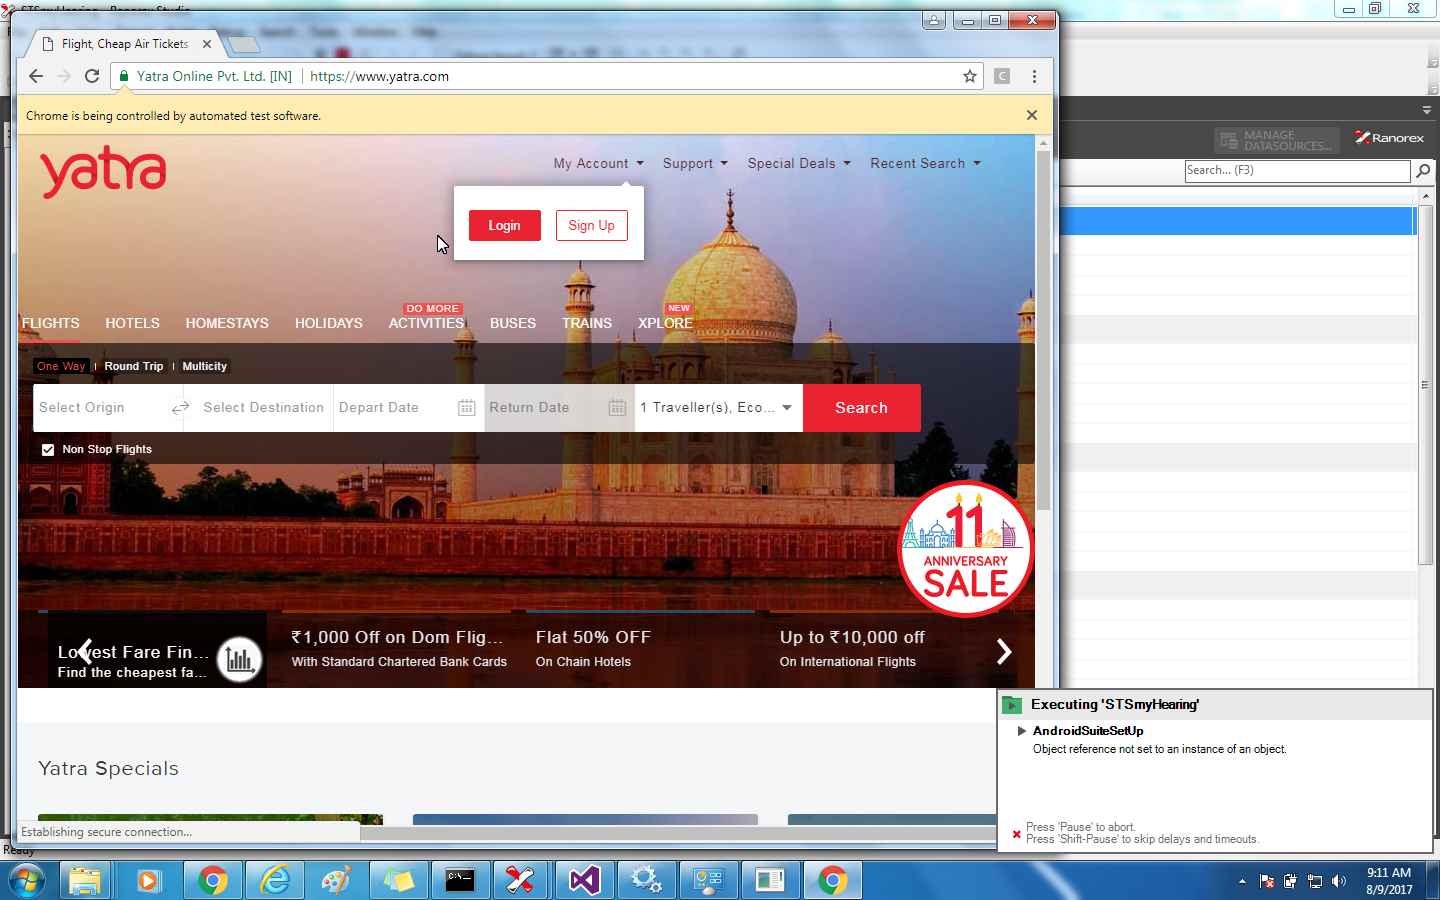 STSmyHearing - Ranorex Studio
Flight, Cheap Air Tickets
Yatra Online Pvt. Ltd. [IN]
https://www.yatra.com
Chrome is being controlled by automated test software.
yatra
My Account
Support
Special Deals
Recent Search
Login
Sign Up
DO MORE
NEW
FLIGHTS
HOTELS
HOMESTAYS
HOLIDAYS
ACTIVITIES
BUSES
TRAINS
XPLORE
One Way
Round Trip
Multicity
Select Origin
Select Destination
Depart Date
Return Date
1 Traveller(s), Eco...
Search
Non Stop Flights
11
ANNIVERSARY
SALE
Lowest Fare Fin...
Find the cheapest fa...
₹1,000 Off on Dom Flig...
With Standard Chartered Bank Cards
Flat 50% OFF
On Chain Hotels
Up to ₹10,000 off
On International Flights
Yatra Specials
Establishing secure connection...
Ready
MANAGE
DATASOURCES...
Ranorex
Search... (F3)
Executing 'STSmyHearing'
AndroidSuiteSetUp
Object reference not set to an instance of an object.
Press 'Pause' to abort.
Press 'Shift-Pause' to skip delays and timeouts.
9:11 AM
8/9/2017